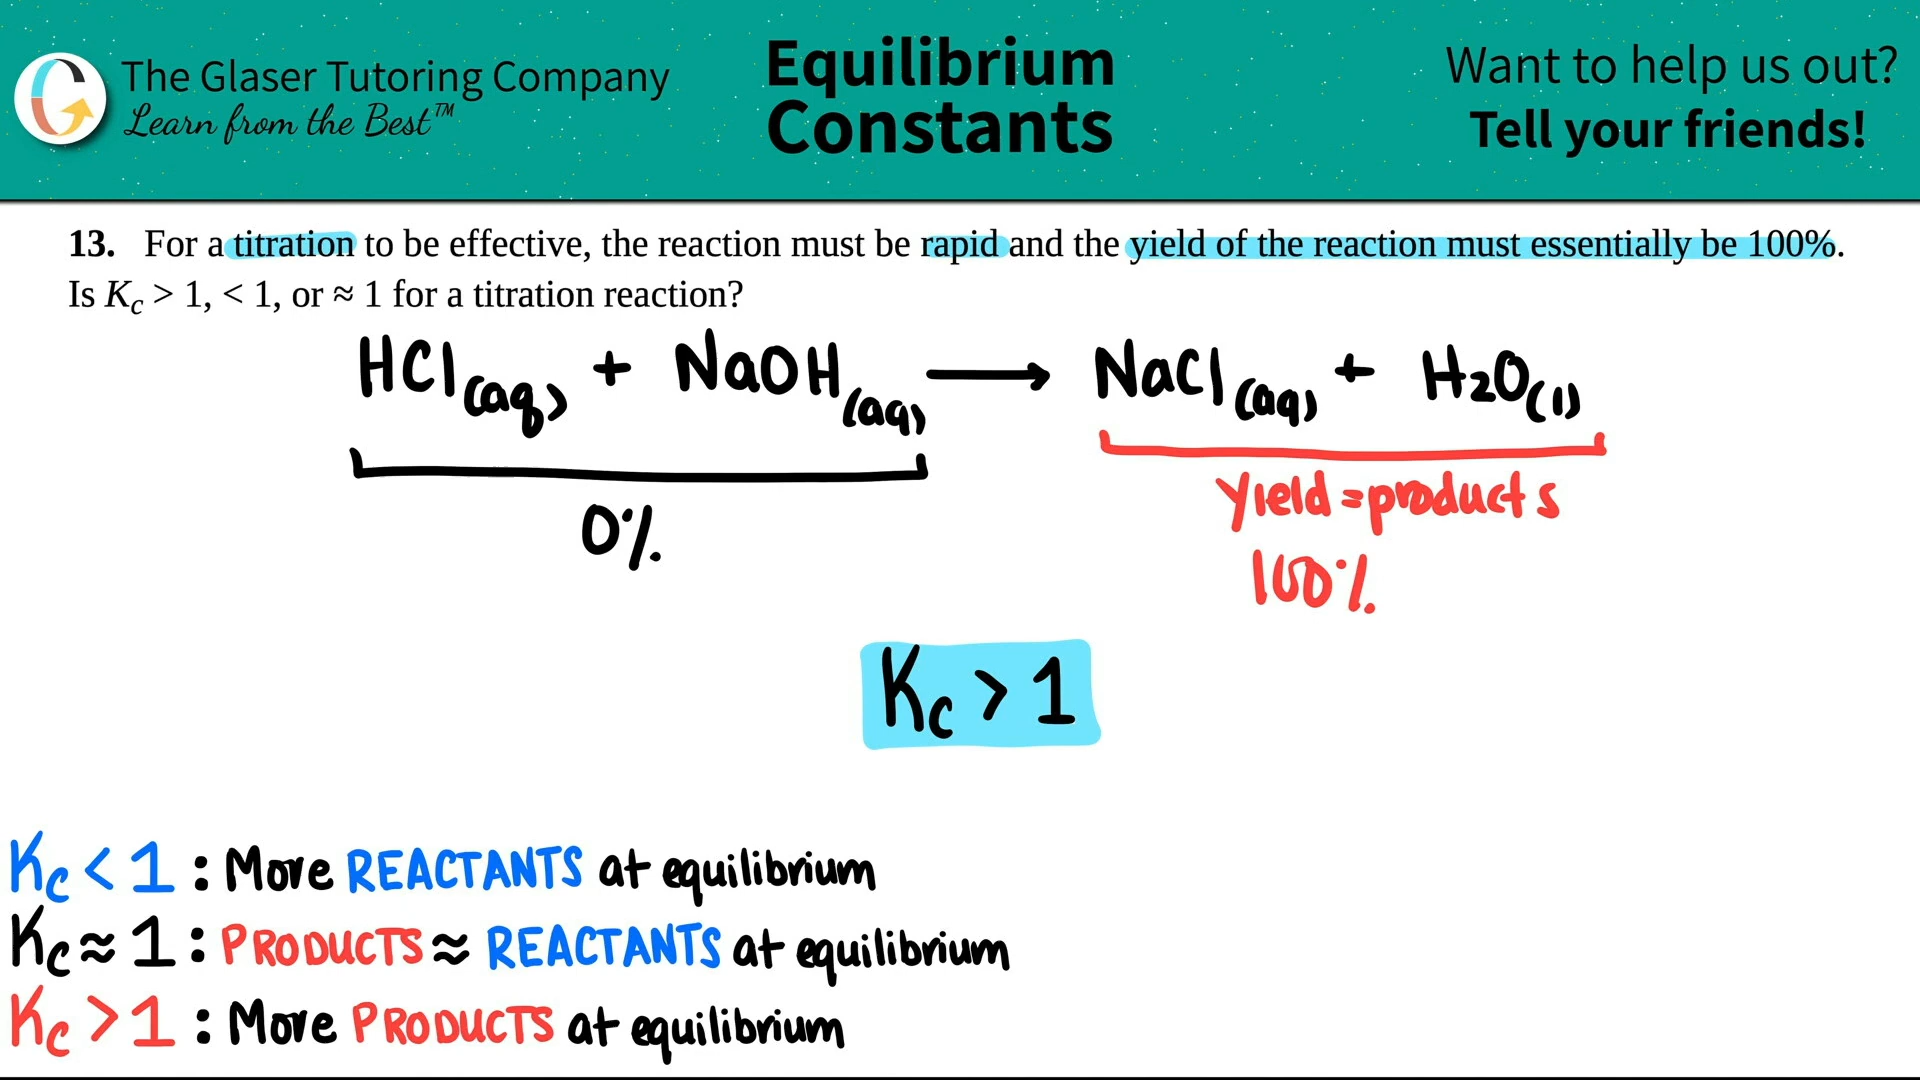 The Glaser Tutoring Company
Learn from the Best™
Equilibrium
Constants
Want to help us out?
Tell your friends!
13. For a titration to be effective, the reaction must be rapid and the yield of the reaction must essentially be 100%.
Is Kc > 1, < 1, or ≈ 1 for a titration reaction?
HCl(aq) + NaOH(aq) ⟶ NaCl(aq) + H2O(l)
0%
Yield = products
100%
Kc > 1
Kc < 1 : More REACTANTS at equilibrium
Kc ≈ 1 : PRODUCTS ≈ REACTANTS at equilibrium
Kc > 1 : More PRODUCTS at equilibrium